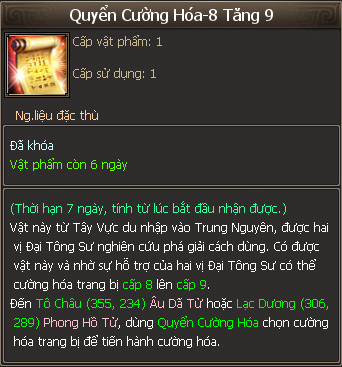 Quyển Cường Hóa-8 Tăng 9
Cấp vật phẩm: 1
Cấp sử dụng: 1
Ng.liệu đặc thù
Đã khóa
Vật phẩm còn 6 ngày
(Thời hạn 7 ngày, tính từ lúc bắt đầu nhận được.)
Vật này từ Tây Vực du nhập vào Trung Nguyên, được hai
vị Đại Tông Sư nghiên cứu phá giải cách dùng. Có được
vật này và nhờ sự hỗ trợ của hai vị Đại Tông Sư có thể
cường hóa trang bị cấp 8 lên cấp 9.
Đến Tô Châu (355, 234) Âu Dã Tử hoặc Lạc Dương (306,
289) Phong Hồ Tử, dùng Quyển Cường Hóa chọn cường
hóa trang bị để tiến hành cường hóa.